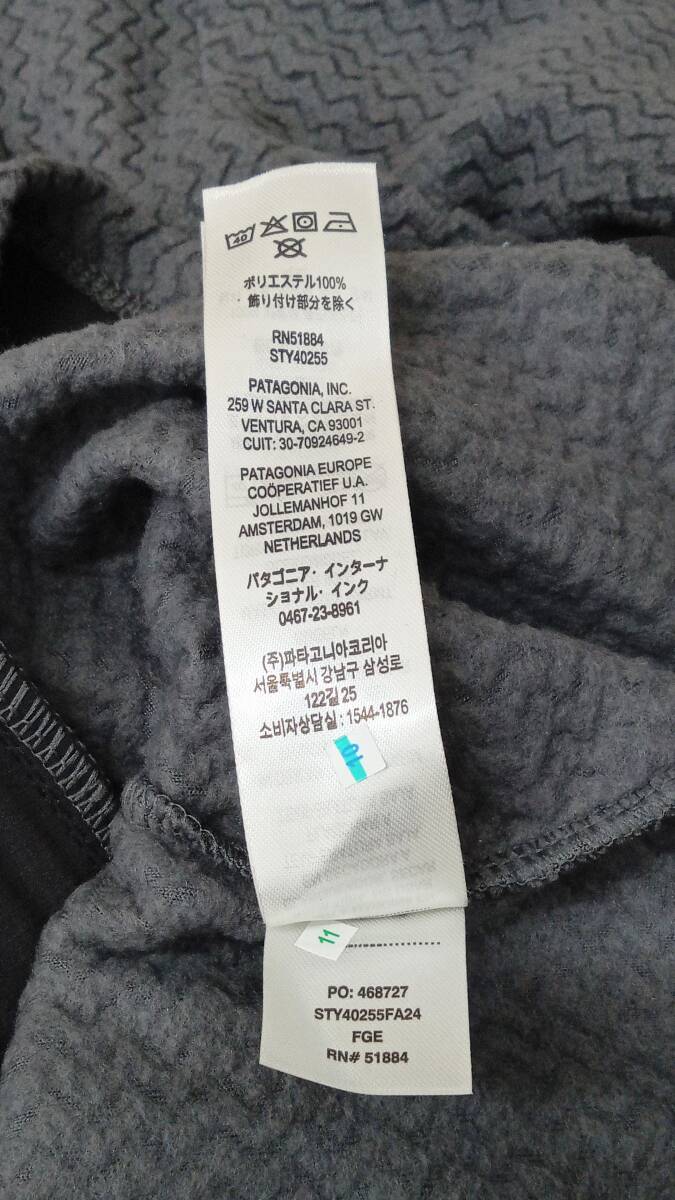 40
ポリエステル100%
・飾り付け部分を除く
RN51884
STY40255
PATAGONIA, INC.
259 W SANTA CLARA ST.
VENTURA, CA 93001
CUIT: 30-70924649-2
PATAGONIA EUROPE
COÖPERATIEF U.A.
JOLLEMANHOF 11
AMSTERDAM, 1019 GW
NETHERLANDS
パタゴニア・インターナ
ショナル・インク
0467-23-8961
(주)파타고니아코리아
서울특별시 강남구 삼성로
122길 25
소비자상담실 : 1544-1876
10
11
PO: 468727
STY40255FA24
FGE
RN# 51884